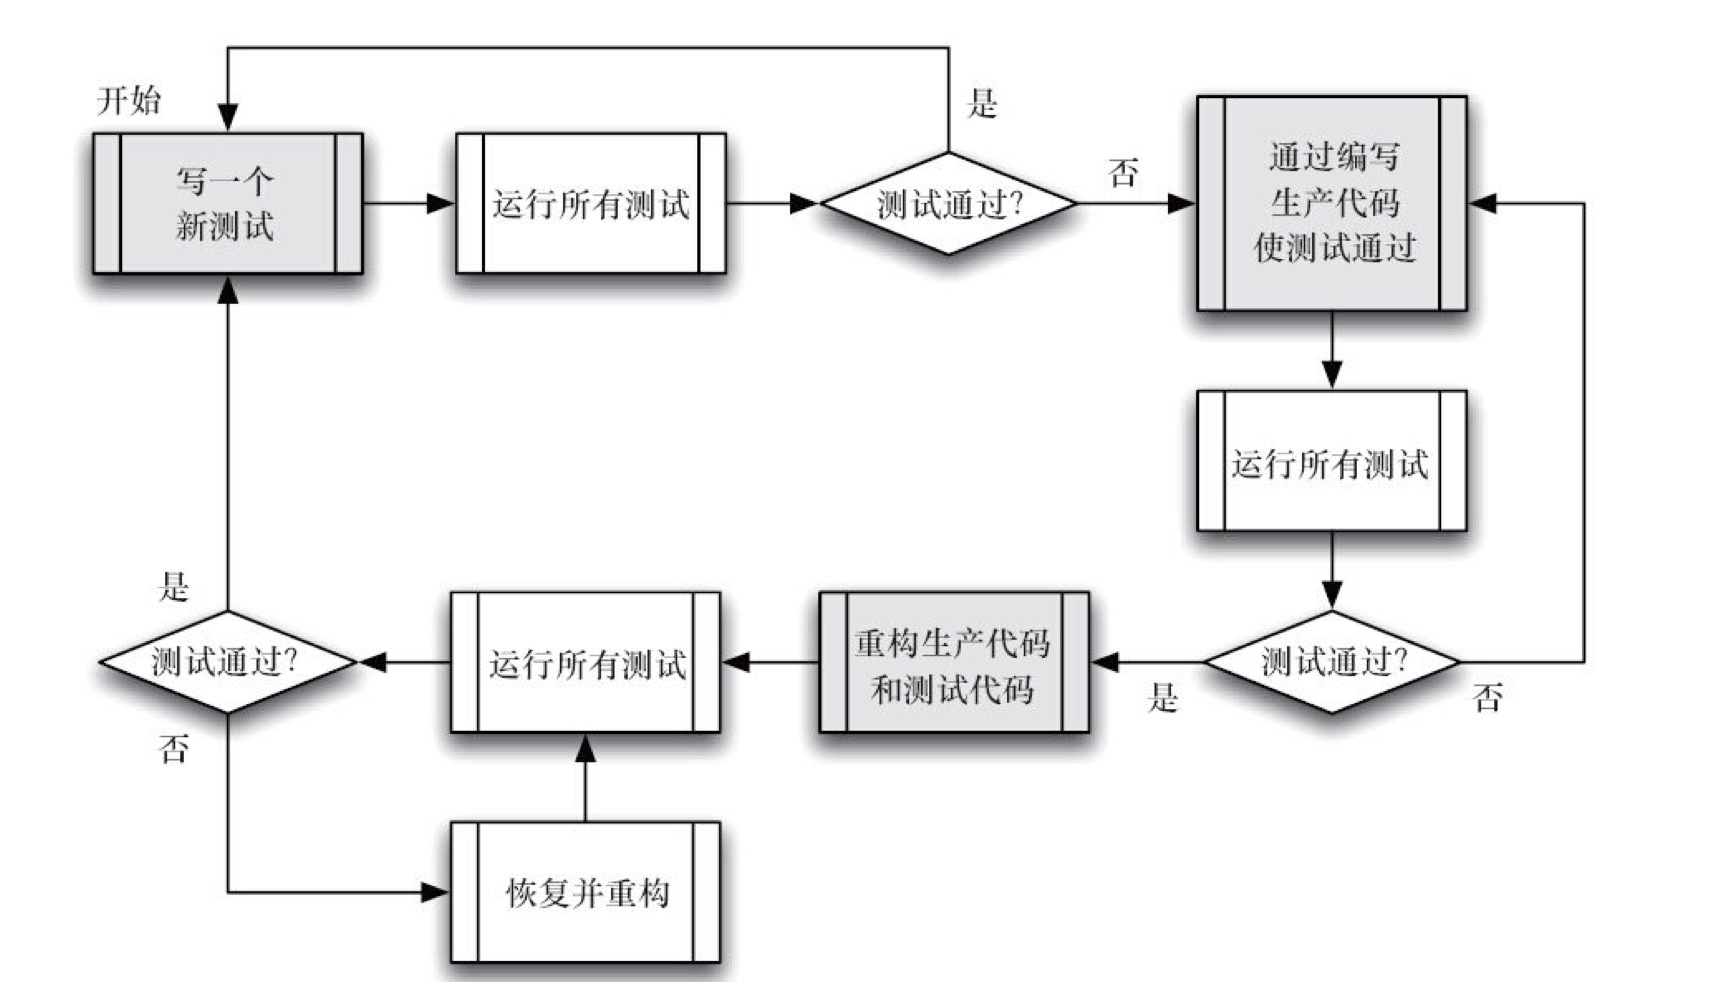 开始
写一个
新测试
运行所有测试
测试通过?
是
否
通过编写
生产代码
使测试通过
运行所有测试
测试通过?
否
是
重构生产代码
和测试代码
运行所有测试
测试通过?
是
否
恢复并重构